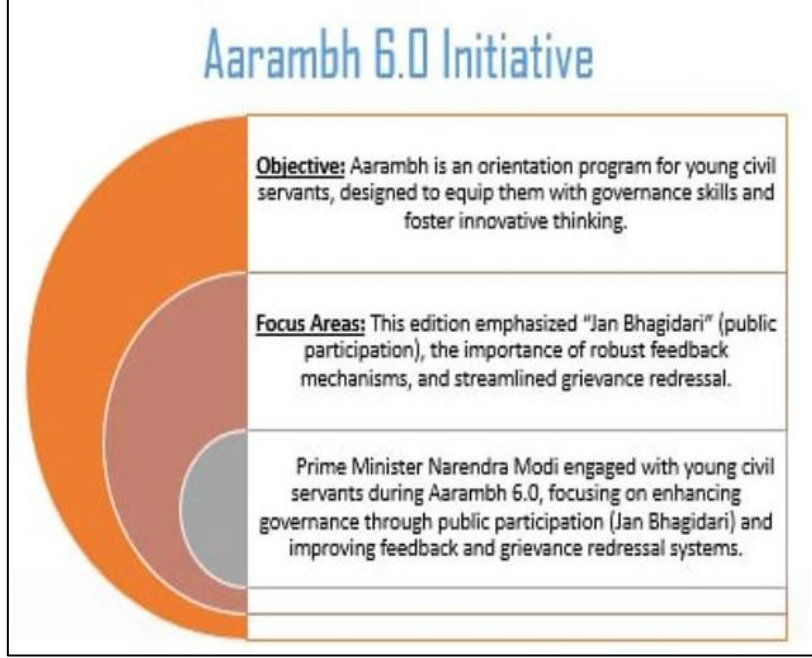 Aarambh 6.0 Initiative
Objective: Aarambh is an orientation program for young civil
servants, designed to equip them with governance skills and
foster innovative thinking.
Focus Areas: This edition emphasized "Jan Bhagidari" (public
participation), the importance of robust feedback
mechanisms, and streamlined grievance redressal.
Prime Minister Narendra Modi engaged with young civil
servants during Aarambh 6.0, focusing on enhancing
governance through public participation (Jan Bhagidari) and
improving feedback and grievance redressal systems.